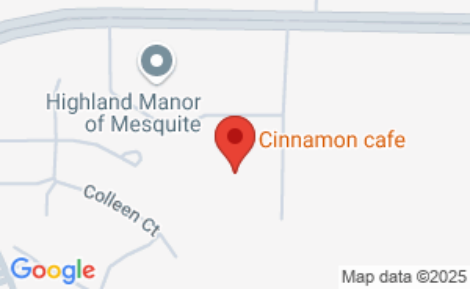 Highland Manor
of Mesquite
Cinnamon cafe
Colleen Ct
Google
Map data ©2025